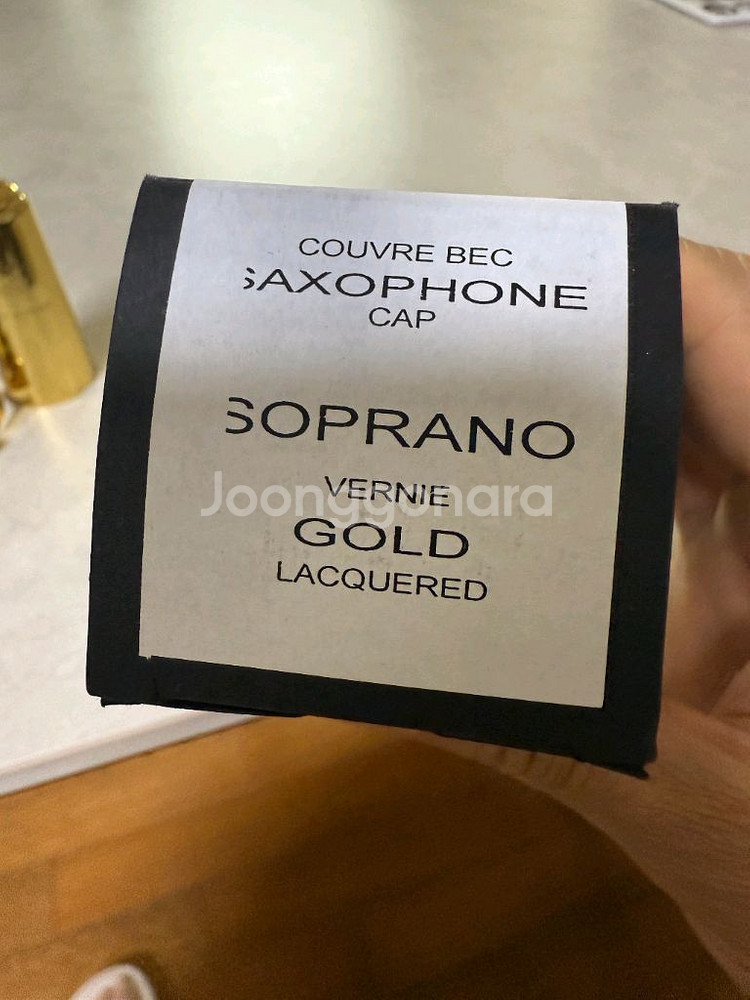 COUVRE BEC
SAXOPHONE
CAP
SOPRANO
VERNIE
Joonggonara
GOLD
LACQUERED